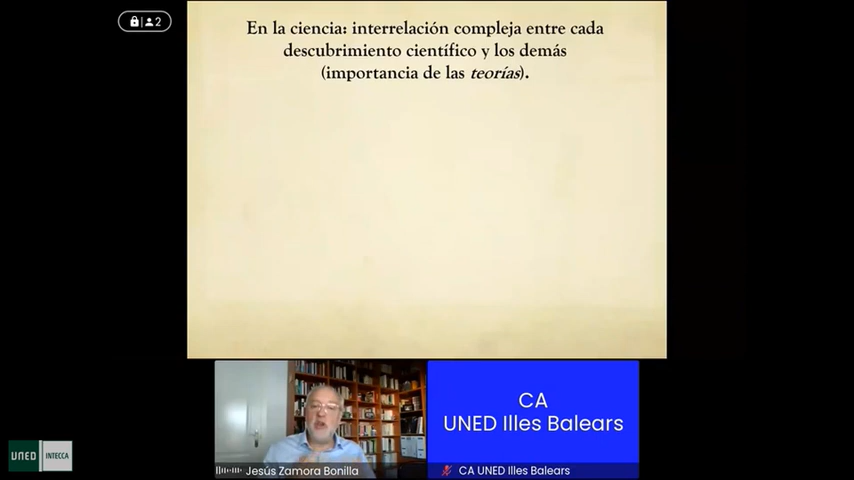 2
En la ciencia: interrelación compleja entre cada
descubrimiento científico y los demás
(importancia de las teorías).
CA
UNED Illes Balears
UNED INTECCA
Jesús Zamora Bonilla
CA UNED Illes Balears